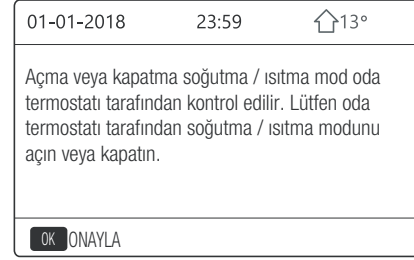 01-01-2018 23:59 13°
Açma veya kapatma soğutma / ısıtma mod oda
termostatı tarafından kontrol edilir. Lütfen oda
termostatı tarafından soğutma / ısıtma modunu
açın veya kapatın.
OK ONAYLA